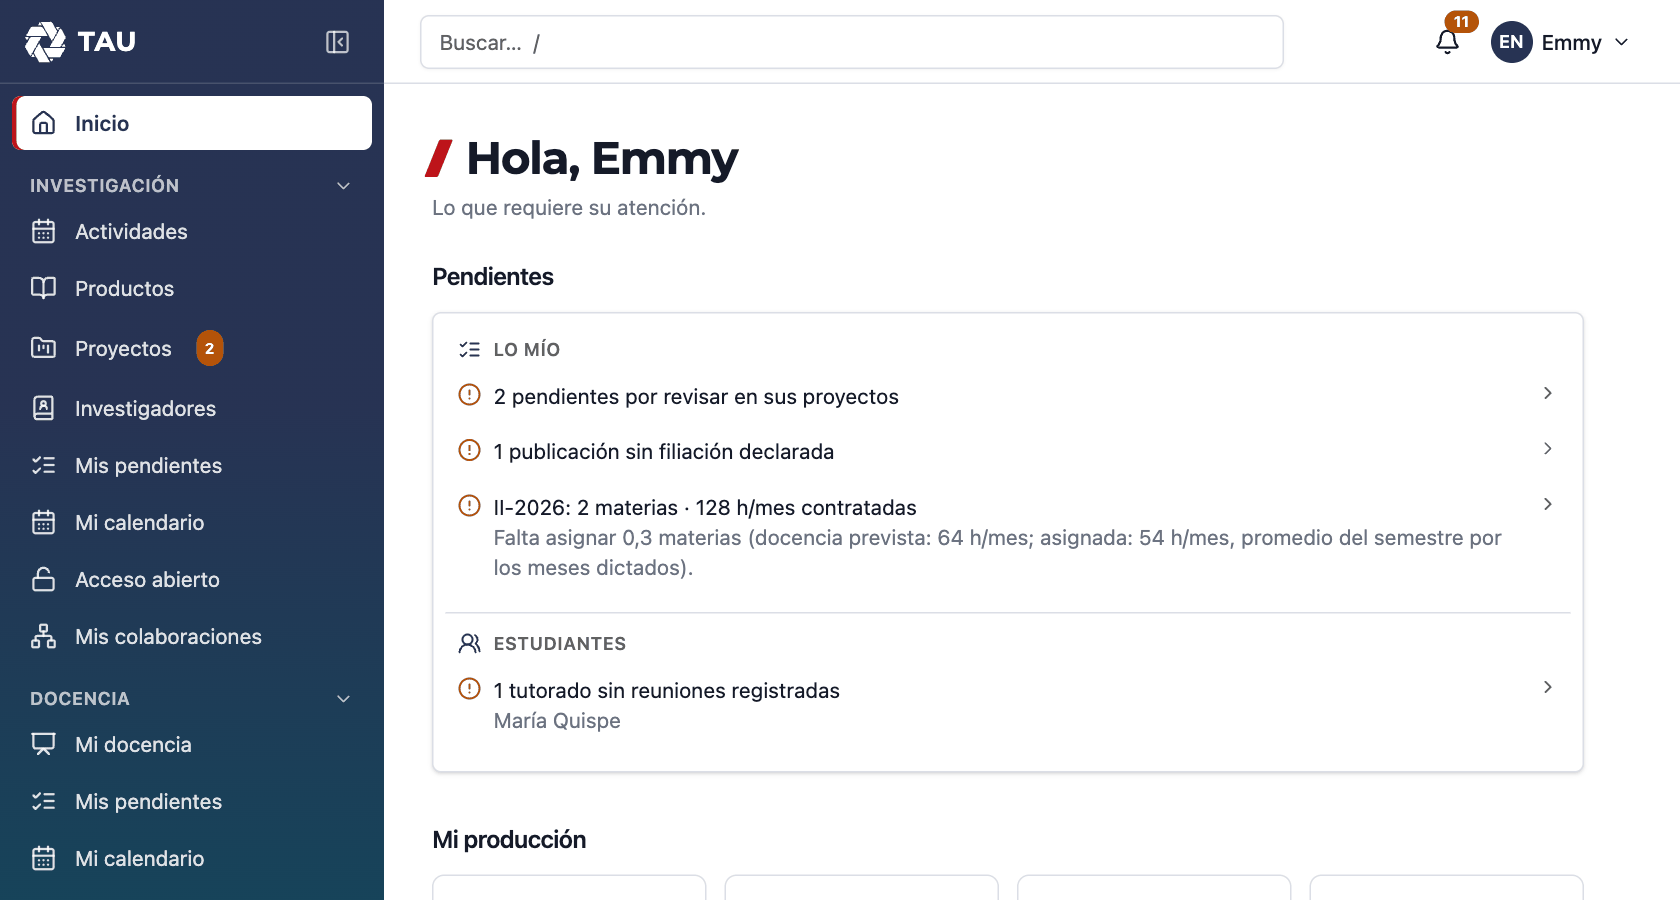 TAU
Buscar... /
11
EN
Emmy
Inicio
INVESTIGACIÓN
Actividades
Productos
Proyectos
2
Investigadores
Mis pendientes
Mi calendario
Acceso abierto
Mis colaboraciones
DOCENCIA
Mi docencia
Mis pendientes
Mi calendario
Hola, Emmy
Lo que requiere su atención.
Pendientes
LO MÍO
2 pendientes por revisar en sus proyectos
1 publicación sin filiación declarada
II-2026: 2 materias · 128 h/mes contratadas
Falta asignar 0,3 materias (docencia prevista: 64 h/mes; asignada: 54 h/mes, promedio del semestre por
los meses dictados).
ESTUDIANTES
1 tutorado sin reuniones registradas
María Quispe
Mi producción